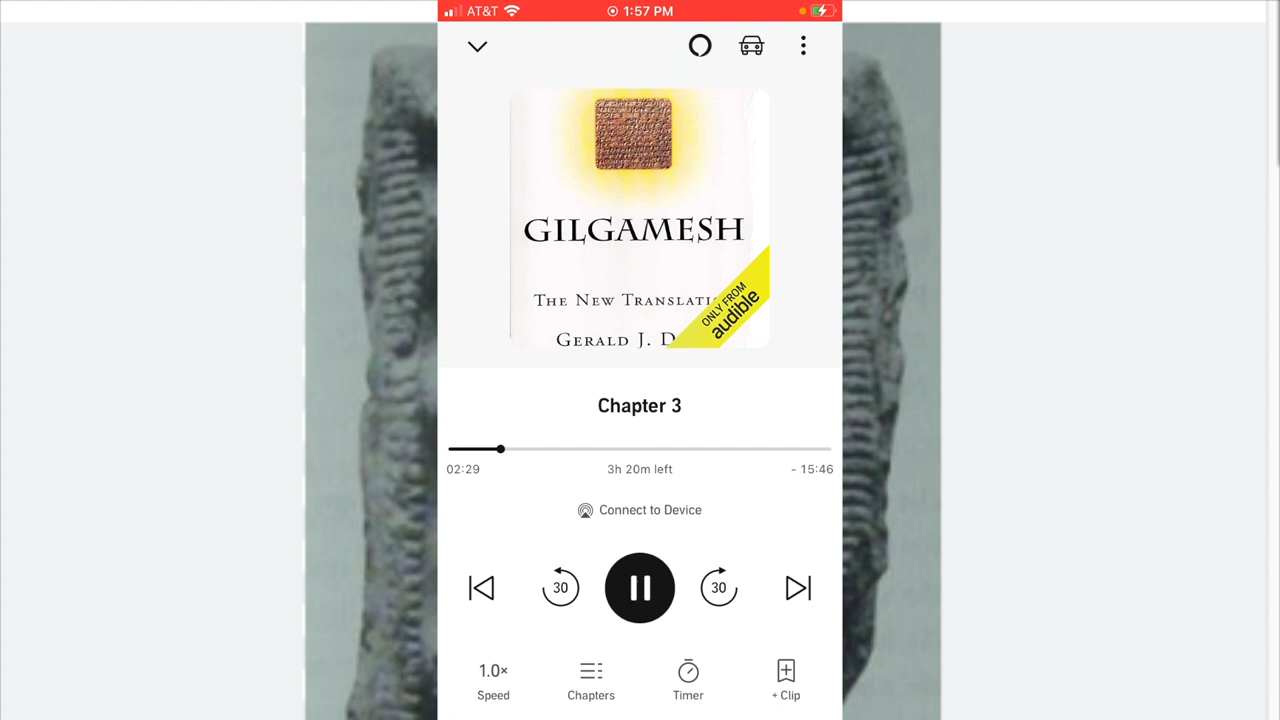 AT&T 1:57 PM
GILGAMESH
THE NEW TRANSLATI
GERALD J. D
ONLY FROM
audible
Chapter 3
02:29 3h 20m left - 15:46
Connect to Device
30 30
1.0× 
Speed Chapters Timer + Clip